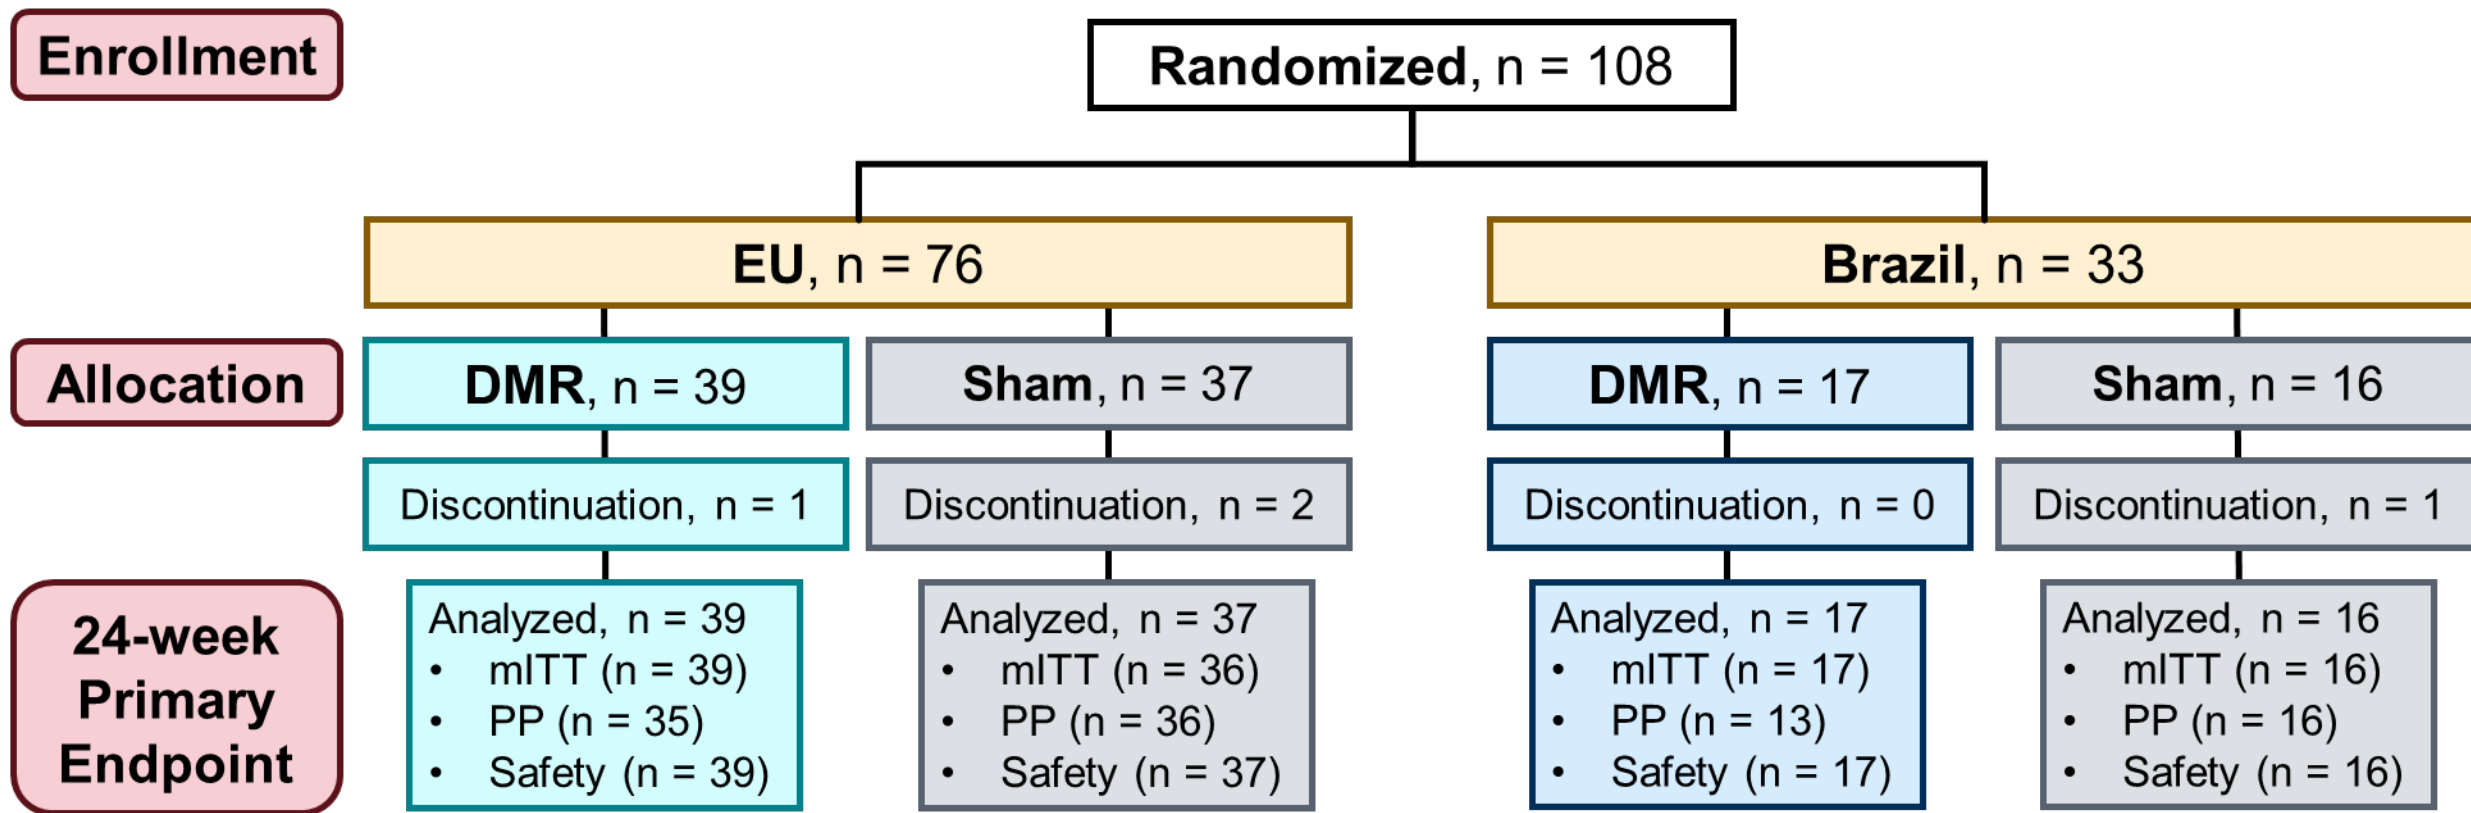 Enrollment
Randomized, n = 108
EU, n = 76
Brazil, n = 33
Allocation
DMR, n = 39
Sham, n = 37
DMR, n = 17
Sham, n = 16
Discontinuation, n = 1
Discontinuation, n = 2
Discontinuation, n = 0
Discontinuation, n = 1
24-week
Primary
Endpoint
Analyzed, n = 39
• mITT (n = 39)
• PP (n = 35)
• Safety (n = 39)
Analyzed, n = 37
• mITT (n = 36)
• PP (n = 36)
• Safety (n = 37)
Analyzed, n = 17
• mITT (n = 17)
• PP (n = 13)
• Safety (n = 17)
Analyzed, n = 16
• mITT (n = 16)
• PP (n = 16)
• Safety (n = 16)